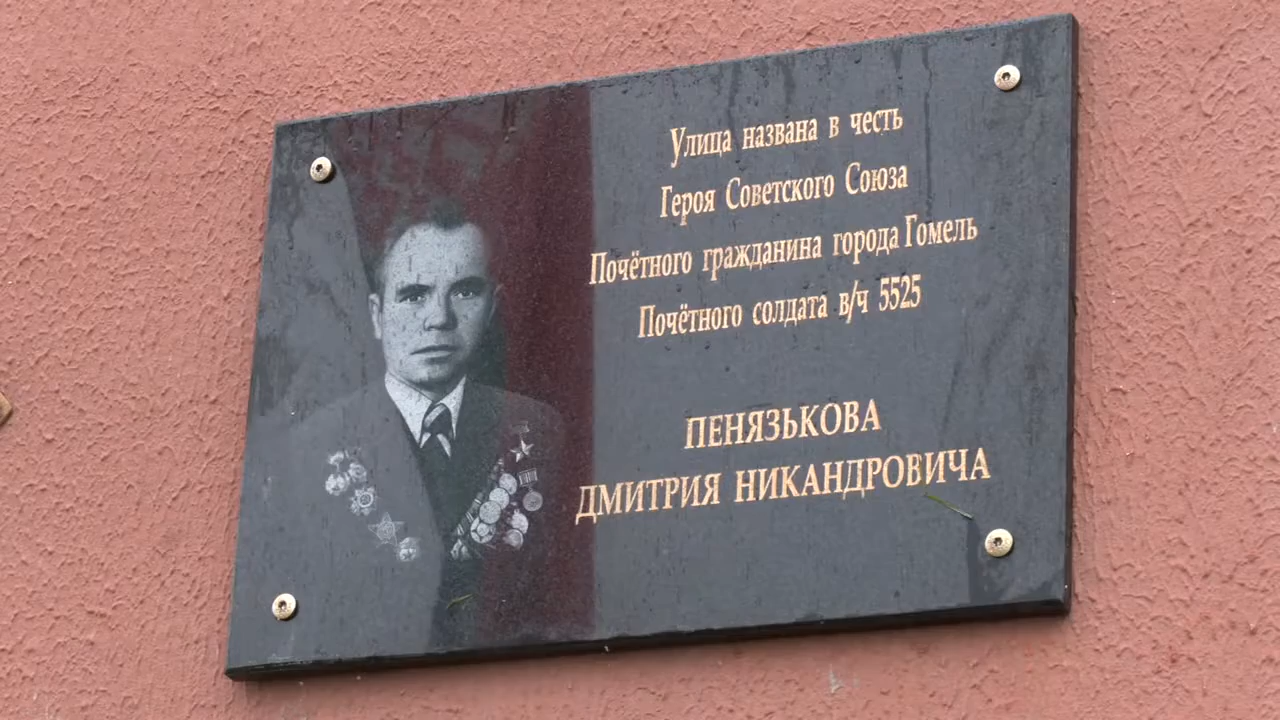 Улица названа в честь
Героя Советского Союза
Почётного гражданина города Гомель
Почётного солдата в/ч 5525
ПЕНЯЗЬКОВА
ДМИТРИЯ НИКАНДРОВИЧА